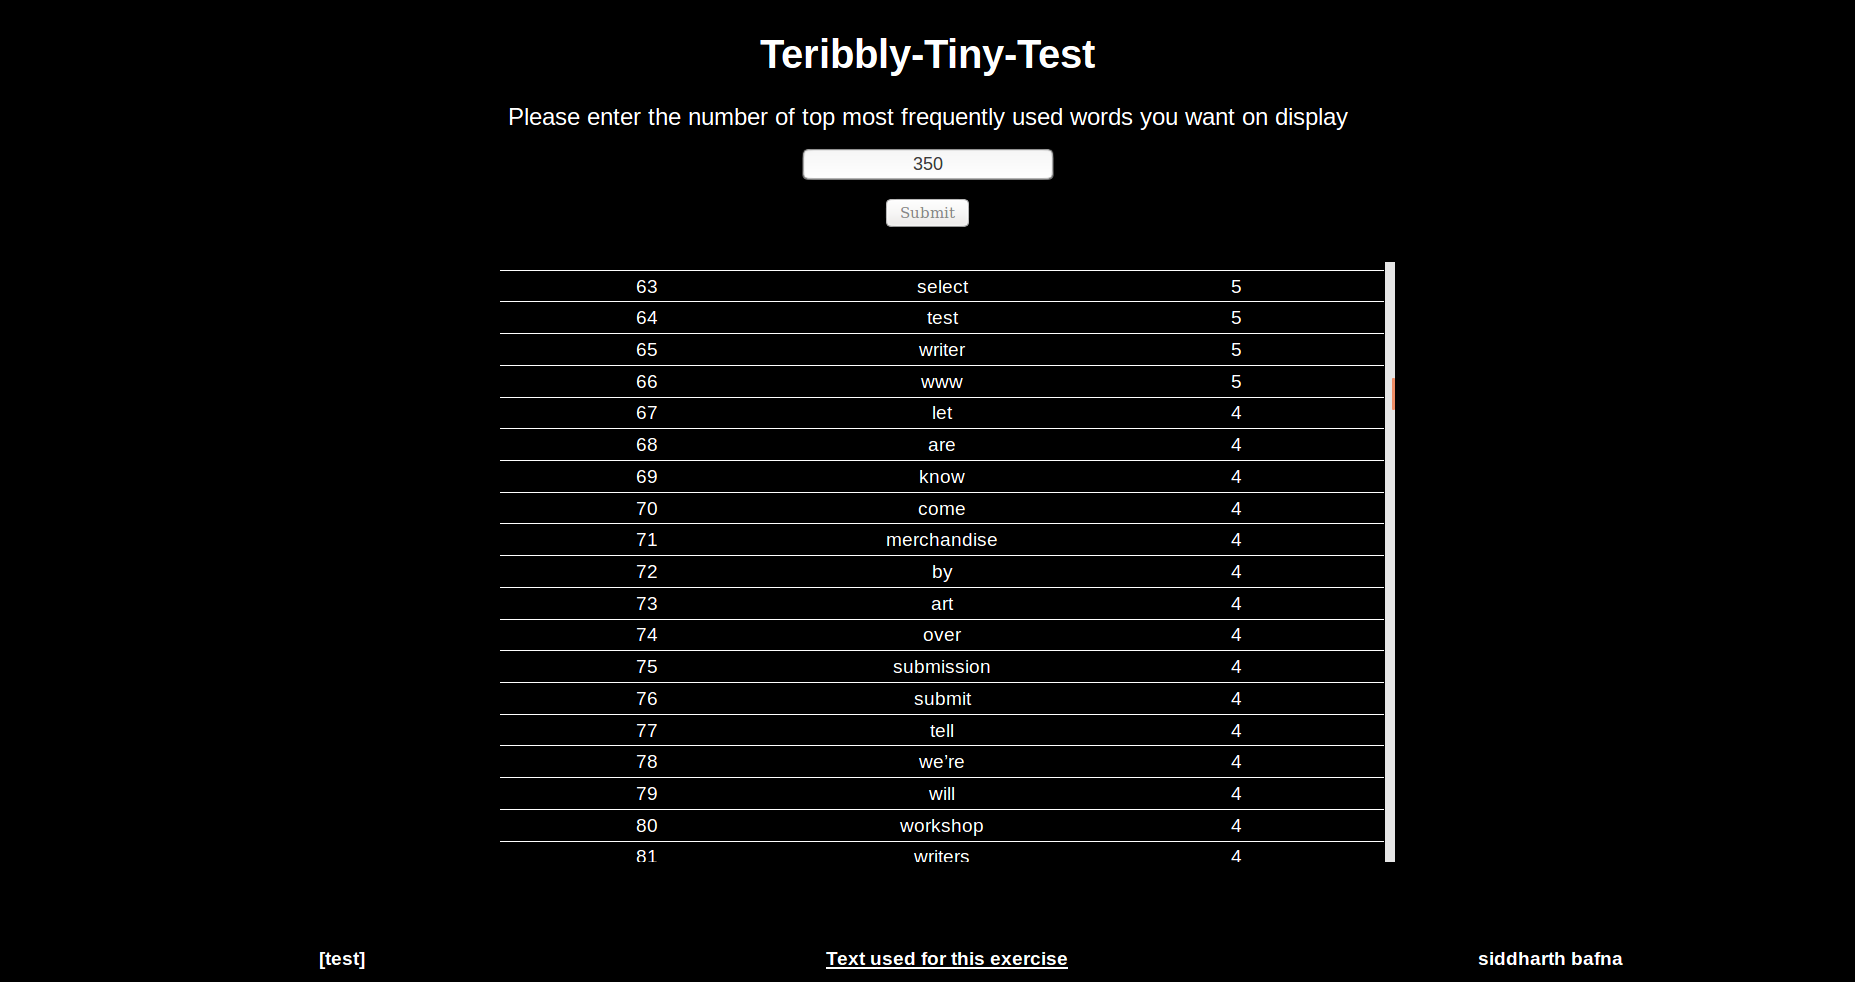 Teribbly-Tiny-Test
Please enter the number of top most frequently used words you want on display
350
Submit
63 select 5
64 test 5
65 writer 5
66 www 5
67 let 4
68 are 4
69 know 4
70 come 4
71 merchandise 4
72 by 4
73 art 4
74 over 4
75 submission 4
76 submit 4
77 tell 4
78 we’re 4
79 will 4
80 workshop 4
81 writers 4
[test] Text used for this exercise siddharth bafna